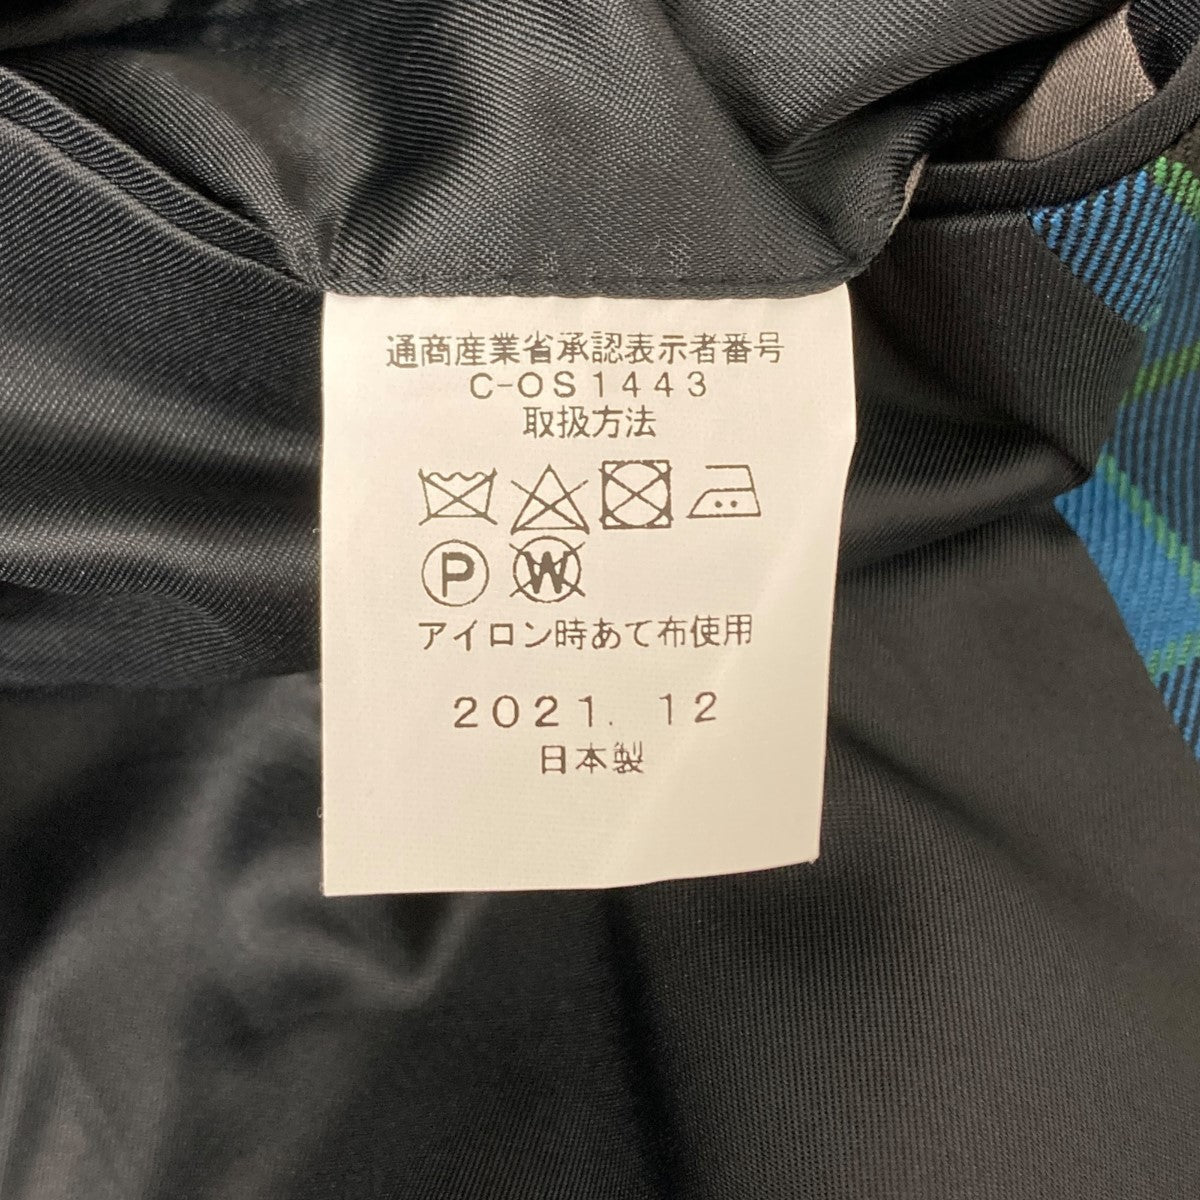 通商産業省承認表示者番号
C-OS1443
取扱方法
P W
アイロン時あて布使用
2021. 12
日本製